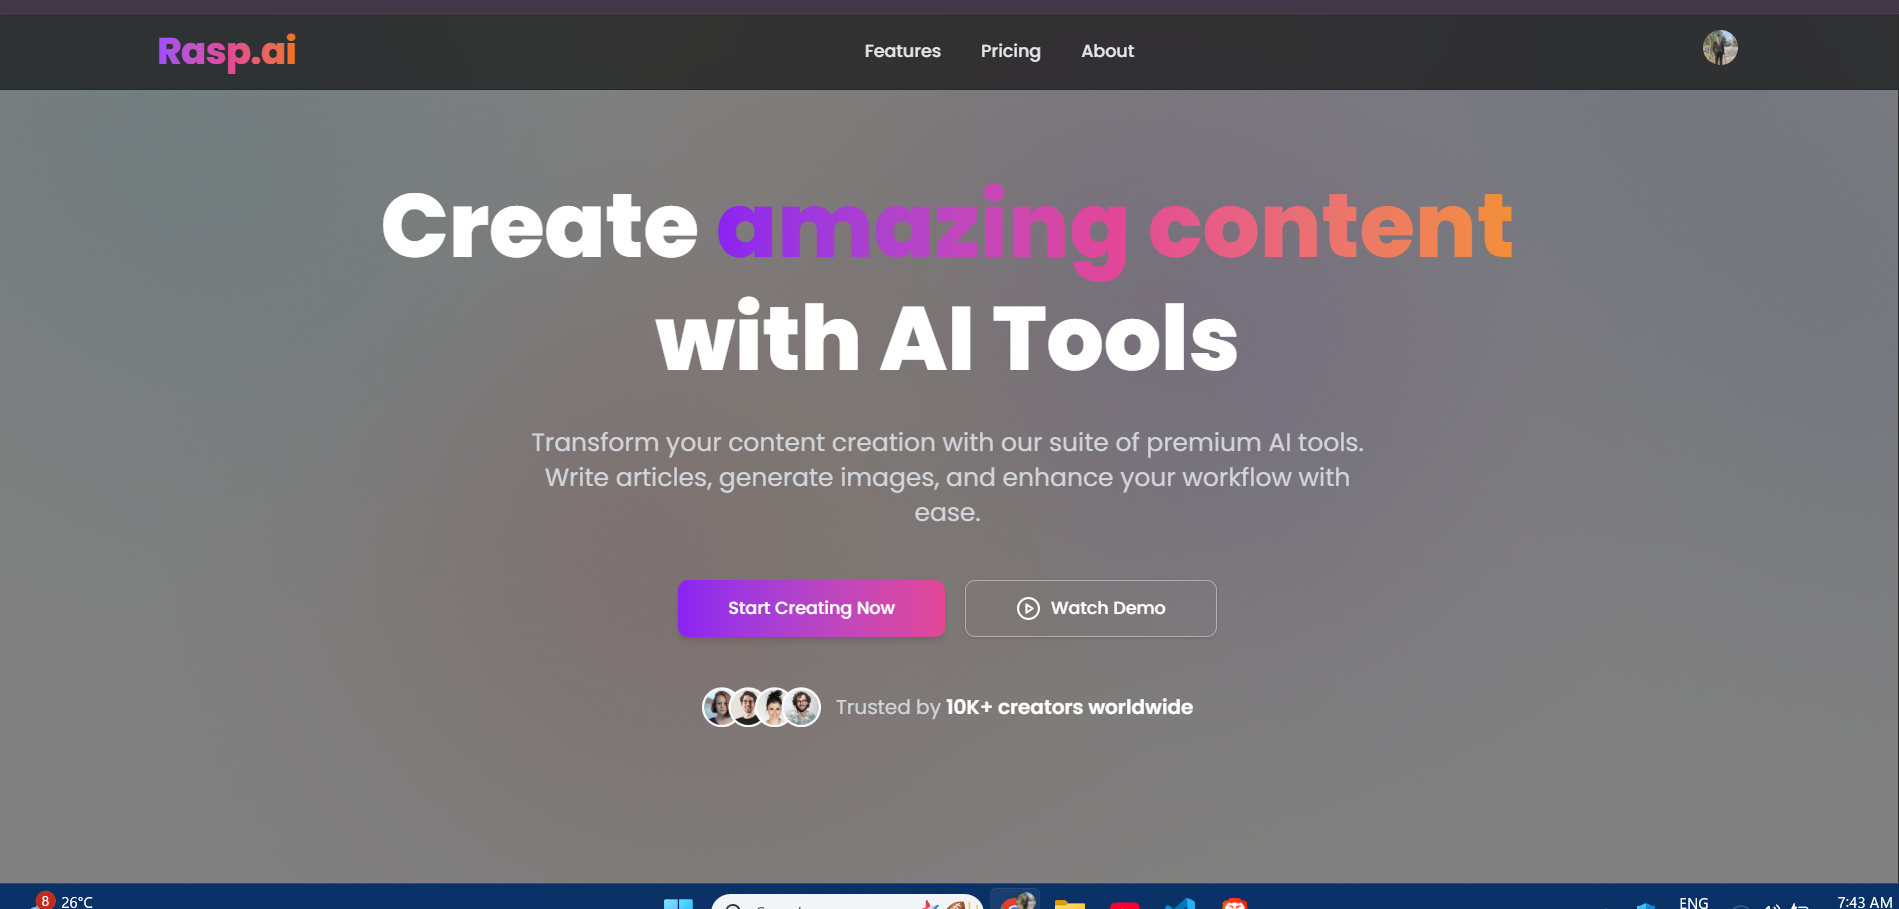 Rasp.ai
Features
Pricing
About
Create amazing content
with AI Tools
Transform your content creation with our suite of premium AI tools.
Write articles, generate images, and enhance your workflow with
ease.
Start Creating Now
Watch Demo
Trusted by 10K+ creators worldwide
8
26°C
ENG
7:43 AM